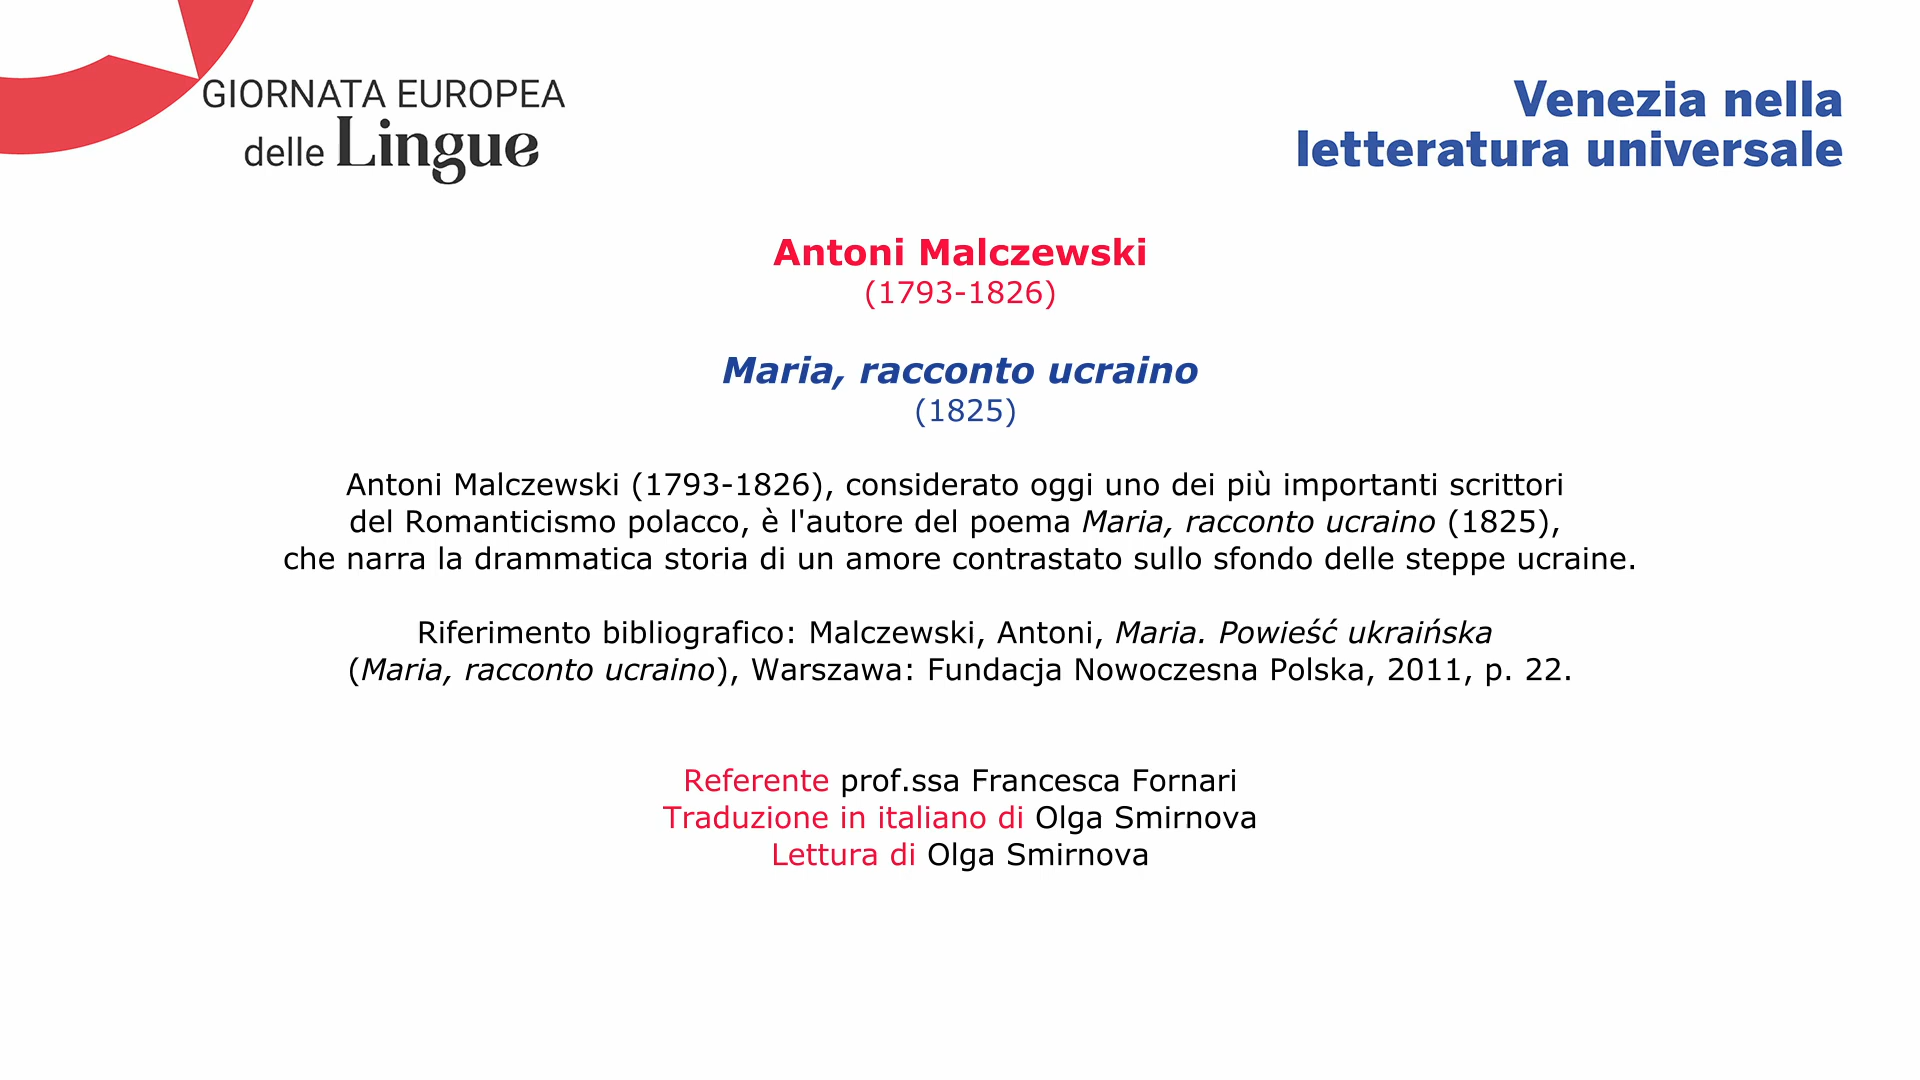 GIORNATA EUROPEA
delle Lingue
Venezia nella
letteratura universale
Antoni Malczewski
(1793-1826)
Maria, racconto ucraino
(1825)
Antoni Malczewski (1793-1826), considerato oggi uno dei più importanti scrittori
del Romanticismo polacco, è l'autore del poema Maria, racconto ucraino (1825),
che narra la drammatica storia di un amore contrastato sullo sfondo delle steppe ucraine.
Riferimento bibliografico: Malczewski, Antoni, Maria. Powieść ukraińska
(Maria, racconto ucraino), Warszawa: Fundacja Nowoczesna Polska, 2011, p. 22.
Referente prof.ssa Francesca Fornari
Traduzione in italiano di Olga Smirnova
Lettura di Olga Smirnova